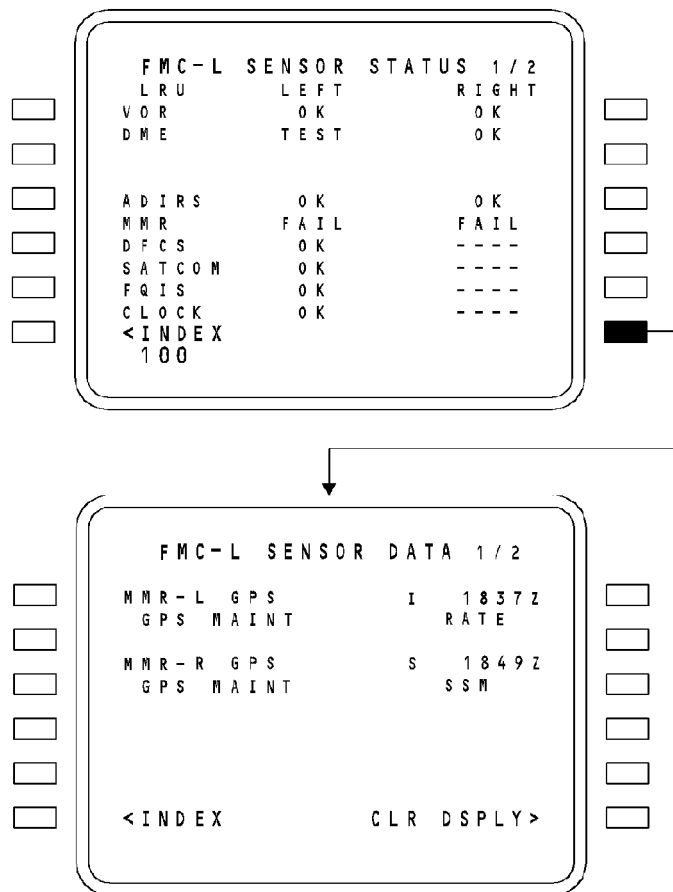 FMC-L SENSOR STATUS 1/2
LRU LEFT RIGHT
VOR OK OK
DME TEST OK
ADIRS OK OK
MMR FAIL FAIL
DFCS OK ----
SATCOM OK ----
FQIS OK ----
CLOCK OK ----
<INDEX
100
FMC-L SENSOR DATA 1/2
MMR-L GPS I 1837Z
GPS MAINT RATE
MMR-R GPS S 1849Z
GPS MAINT SSM
<INDEX CLR DSPLY>